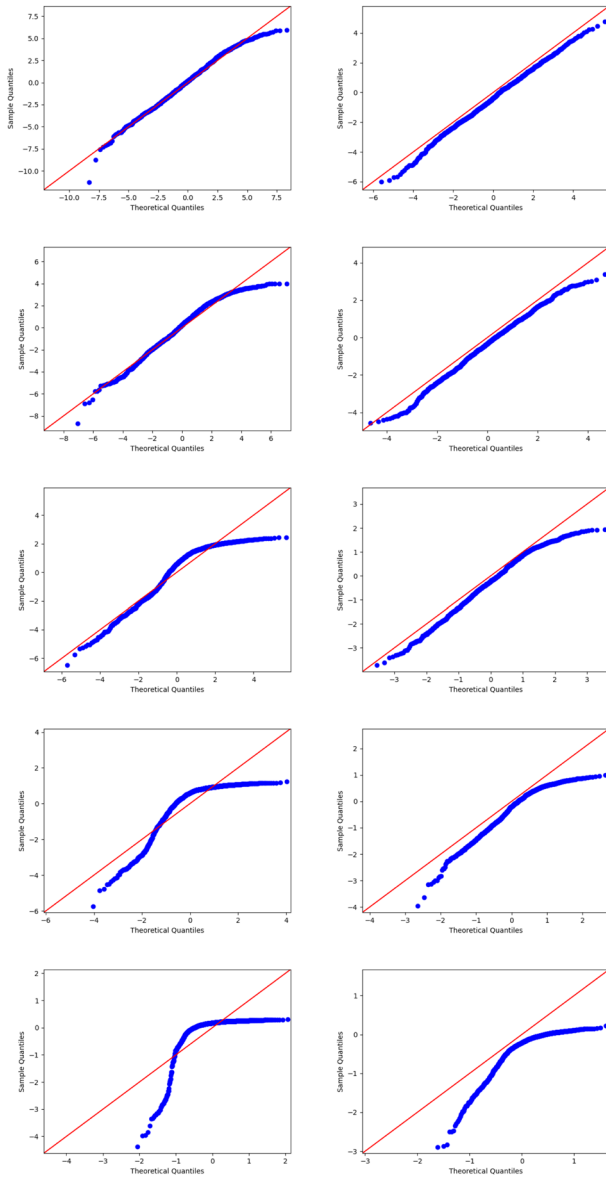 Sample Quantiles
7.5
5.0
2.5
0.0
−2.5
−5.0
−7.5
−10.0
−10.0 −7.5 −5.0 −2.5 0.0 2.5 5.0 7.5
Theoretical Quantiles
Sample Quantiles
4
2
0
−2
−4
−6
−6 −4 −2 0 2 4
Theoretical Quantiles
Sample Quantiles
6
4
2
0
−2
−4
−6
−8
−8 −6 −4 −2 0 2 4 6
Theoretical Quantiles
Sample Quantiles
4
2
0
−2
−4
−4 −2 0 2 4
Theoretical Quantiles
Sample Quantiles
4
2
0
−2
−4
−6
−6 −4 −2 0 2 4
Theoretical Quantiles
Sample Quantiles
3
2
1
0
−1
−2
−3
−3 −2 −1 0 1 2 3
Theoretical Quantiles
Sample Quantiles
4
2
0
−2
−4
−6
−6 −4 −2 0 2 4
Theoretical Quantiles
Sample Quantiles
2
1
0
−1
−2
−3
−4
−4 −3 −2 −1 0 1 2
Theoretical Quantiles
Sample Quantiles
2
1
0
−1
−2
−3
−4
−4 −3 −2 −1 0 1 2
Theoretical Quantiles
Sample Quantiles
1
0
−1
−2
−3
−3 −2 −1 0 1
Theoretical Quantiles